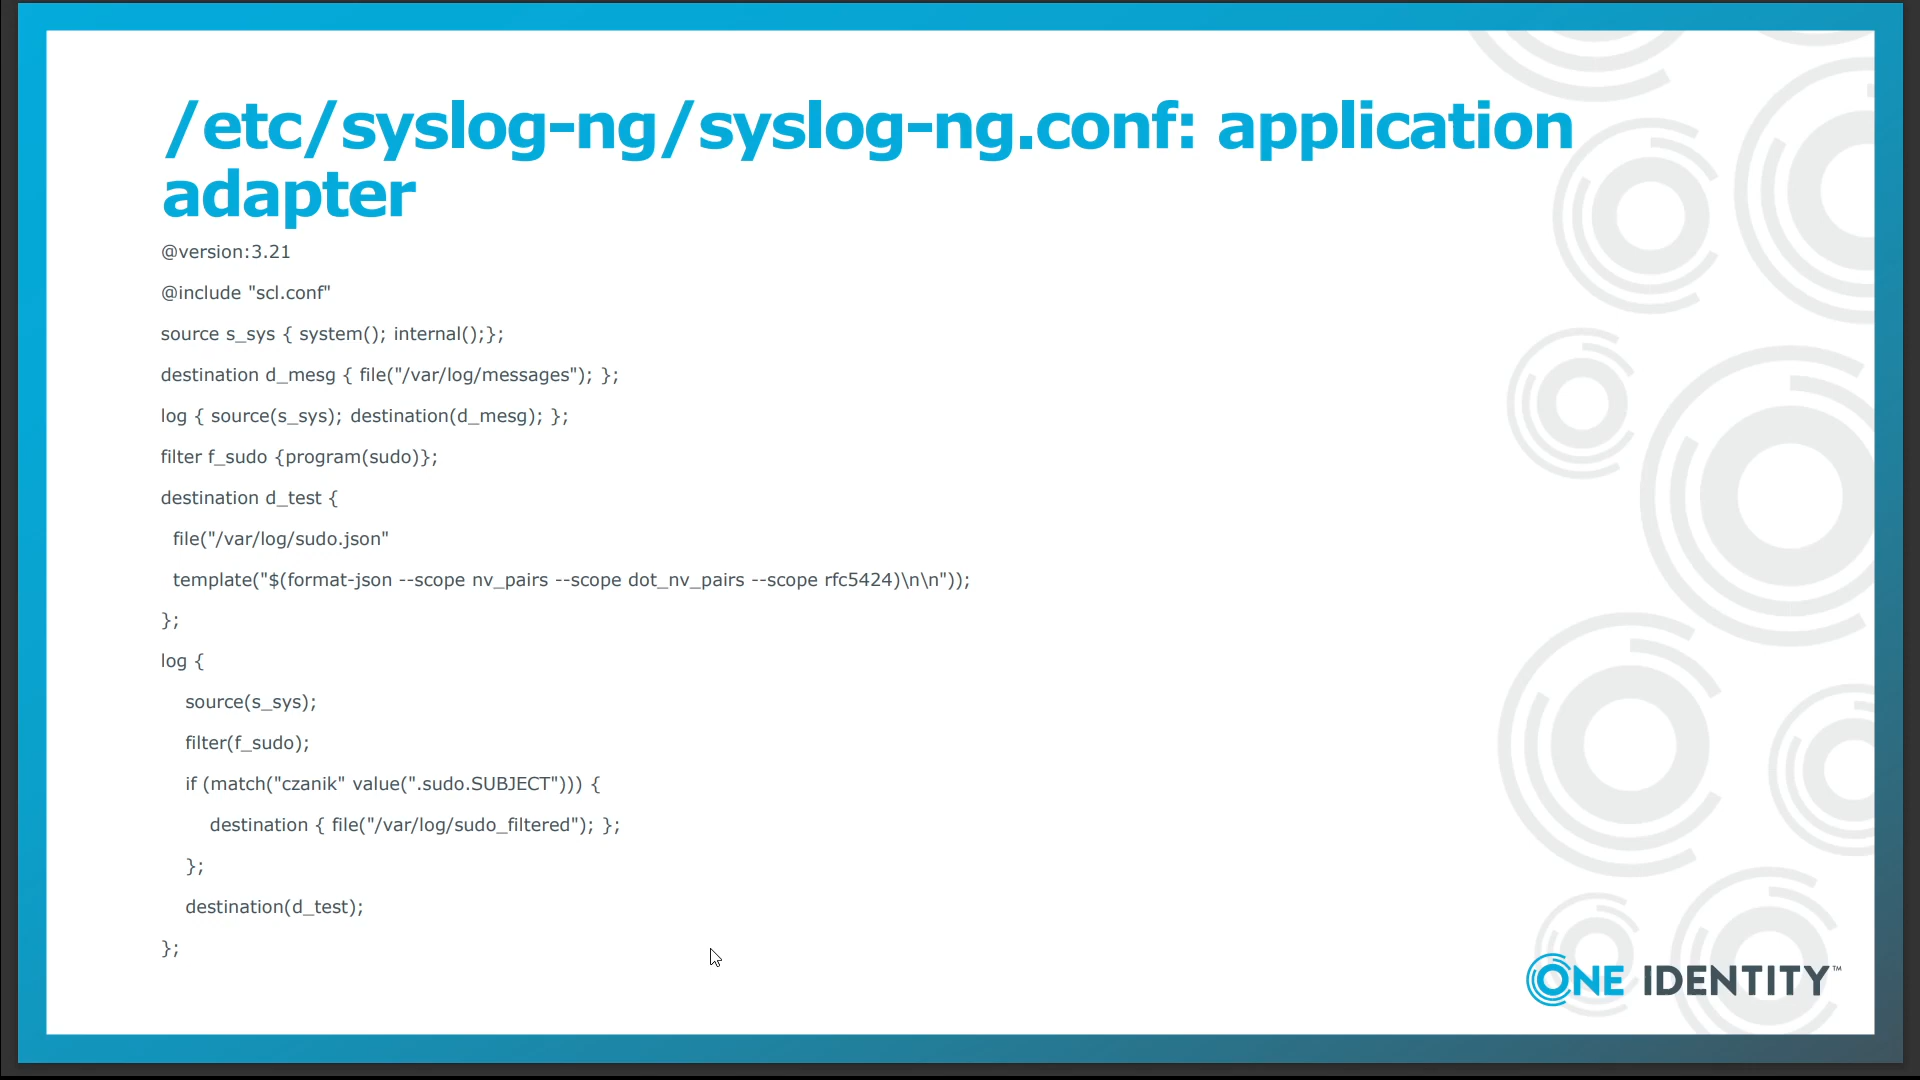 /etc/syslog-ng/syslog-ng.conf: application
adapter
@version:3.21
@include "scl.conf"
source s_sys { system(); internal();};
destination d_mesg { file("/var/log/messages"); };
log { source(s_sys); destination(d_mesg); };
filter f_sudo {program(sudo)};
destination d_test {
  file("/var/log/sudo.json"
  template("$(format-json --scope nv_pairs --scope dot_nv_pairs --scope rfc5424)\n\n"));
};
log {
    source(s_sys);
    filter(f_sudo);
    if (match("czanik" value(".sudo.SUBJECT"))) {
        destination { file("/var/log/sudo_filtered"); };
    };
    destination(d_test);
};
ONE IDENTITY™